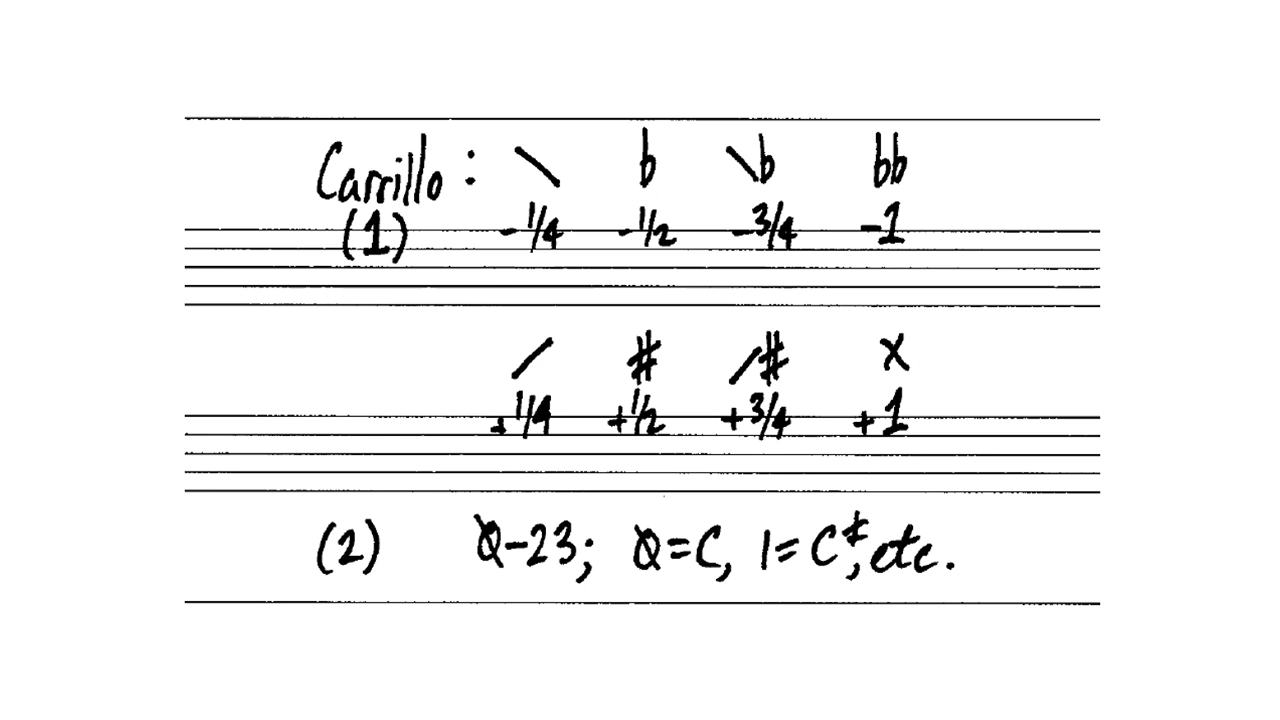 Carrillo: \ b \b bb
(1) -1/4 -1/2 -3/4 -1
/ # /# x
+1/4 +1/2 +3/4 +1
(2) 0-23; 0=C, 1=C‡, etc.